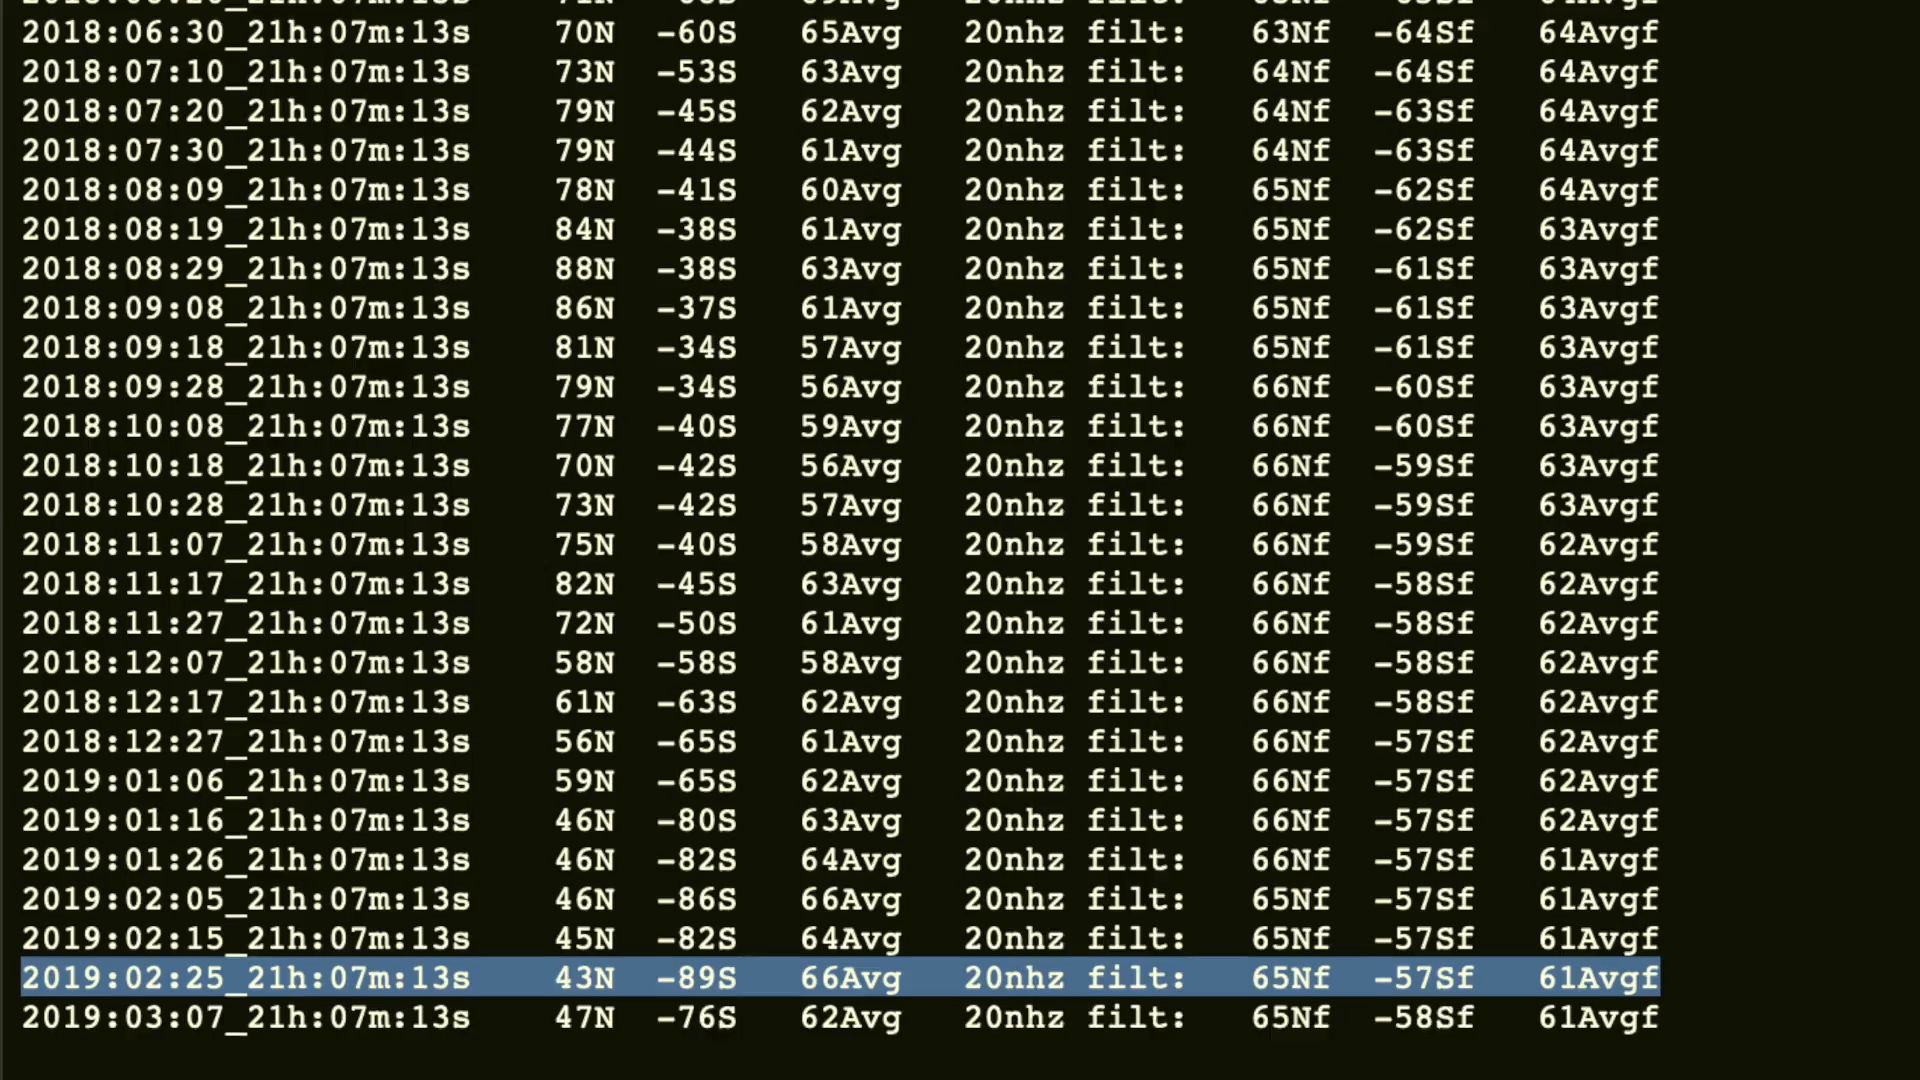 2018:06:30_21h:07m:13s 70N -60S 65Avg 20nhz filt: 63Nf -64Sf 64Avgf
2018:07:10_21h:07m:13s 73N -53S 63Avg 20nhz filt: 64Nf -64Sf 64Avgf
2018:07:20_21h:07m:13s 79N -45S 62Avg 20nhz filt: 64Nf -63Sf 64Avgf
2018:07:30_21h:07m:13s 79N -44S 61Avg 20nhz filt: 64Nf -63Sf 64Avgf
2018:08:09_21h:07m:13s 78N -41S 60Avg 20nhz filt: 65Nf -62Sf 64Avgf
2018:08:19_21h:07m:13s 84N -38S 61Avg 20nhz filt: 65Nf -62Sf 63Avgf
2018:08:29_21h:07m:13s 88N -38S 63Avg 20nhz filt: 65Nf -61Sf 63Avgf
2018:09:08_21h:07m:13s 86N -37S 61Avg 20nhz filt: 65Nf -61Sf 63Avgf
2018:09:18_21h:07m:13s 81N -34S 57Avg 20nhz filt: 65Nf -61Sf 63Avgf
2018:09:28_21h:07m:13s 79N -34S 56Avg 20nhz filt: 66Nf -60Sf 63Avgf
2018:10:08_21h:07m:13s 77N -40S 59Avg 20nhz filt: 66Nf -60Sf 63Avgf
2018:10:18_21h:07m:13s 70N -42S 56Avg 20nhz filt: 66Nf -59Sf 63Avgf
2018:10:28_21h:07m:13s 73N -42S 57Avg 20nhz filt: 66Nf -59Sf 63Avgf
2018:11:07_21h:07m:13s 75N -40S 58Avg 20nhz filt: 66Nf -59Sf 62Avgf
2018:11:17_21h:07m:13s 82N -45S 63Avg 20nhz filt: 66Nf -58Sf 62Avgf
2018:11:27_21h:07m:13s 72N -50S 61Avg 20nhz filt: 66Nf -58Sf 62Avgf
2018:12:07_21h:07m:13s 58N -58S 58Avg 20nhz filt: 66Nf -58Sf 62Avgf
2018:12:17_21h:07m:13s 61N -63S 62Avg 20nhz filt: 66Nf -58Sf 62Avgf
2018:12:27_21h:07m:13s 56N -65S 61Avg 20nhz filt: 66Nf -57Sf 62Avgf
2019:01:06_21h:07m:13s 59N -65S 62Avg 20nhz filt: 66Nf -57Sf 62Avgf
2019:01:16_21h:07m:13s 46N -80S 63Avg 20nhz filt: 66Nf -57Sf 62Avgf
2019:01:26_21h:07m:13s 46N -82S 64Avg 20nhz filt: 66Nf -57Sf 61Avgf
2019:02:05_21h:07m:13s 46N -86S 66Avg 20nhz filt: 65Nf -57Sf 61Avgf
2019:02:15_21h:07m:13s 45N -82S 64Avg 20nhz filt: 65Nf -57Sf 61Avgf
2019:02:25_21h:07m:13s 43N -89S 66Avg 20nhz filt: 65Nf -57Sf 61Avgf
2019:03:07_21h:07m:13s 47N -76S 62Avg 20nhz filt: 65Nf -58Sf 61Avgf